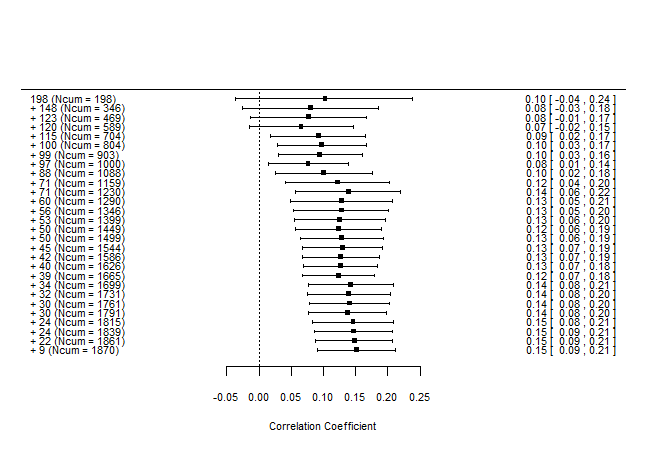 198 (Ncum = 198) 0.10 [ -0.04 , 0.24 ]
+ 148 (Ncum = 346) 0.08 [ -0.03 , 0.18 ]
+ 123 (Ncum = 469) 0.08 [ -0.01 , 0.17 ]
+ 120 (Ncum = 589) 0.07 [ -0.02 , 0.15 ]
+ 115 (Ncum = 704) 0.09 [ 0.02 , 0.17 ]
+ 100 (Ncum = 804) 0.10 [ 0.03 , 0.17 ]
+ 99 (Ncum = 903) 0.10 [ 0.03 , 0.16 ]
+ 97 (Ncum = 1000) 0.08 [ 0.01 , 0.14 ]
+ 88 (Ncum = 1088) 0.10 [ 0.02 , 0.18 ]
+ 71 (Ncum = 1159) 0.12 [ 0.04 , 0.20 ]
+ 71 (Ncum = 1230) 0.14 [ 0.06 , 0.22 ]
+ 60 (Ncum = 1290) 0.13 [ 0.05 , 0.21 ]
+ 56 (Ncum = 1346) 0.13 [ 0.05 , 0.20 ]
+ 53 (Ncum = 1399) 0.13 [ 0.05 , 0.20 ]
+ 50 (Ncum = 1449) 0.12 [ 0.06 , 0.19 ]
+ 50 (Ncum = 1499) 0.13 [ 0.06 , 0.19 ]
+ 45 (Ncum = 1544) 0.13 [ 0.07 , 0.19 ]
+ 42 (Ncum = 1586) 0.13 [ 0.07 , 0.19 ]
+ 40 (Ncum = 1626) 0.13 [ 0.07 , 0.18 ]
+ 39 (Ncum = 1665) 0.12 [ 0.07 , 0.18 ]
+ 34 (Ncum = 1699) 0.14 [ 0.08 , 0.21 ]
+ 32 (Ncum = 1731) 0.14 [ 0.08 , 0.20 ]
+ 30 (Ncum = 1761) 0.14 [ 0.08 , 0.20 ]
+ 30 (Ncum = 1791) 0.14 [ 0.08 , 0.20 ]
+ 24 (Ncum = 1815) 0.15 [ 0.08 , 0.21 ]
+ 24 (Ncum = 1839) 0.15 [ 0.09 , 0.21 ]
+ 22 (Ncum = 1861) 0.15 [ 0.09 , 0.21 ]
+ 9 (Ncum = 1870) 0.15 [ 0.09 , 0.21 ]
-0.05 0.00 0.05 0.10 0.15 0.20 0.25
Correlation Coefficient